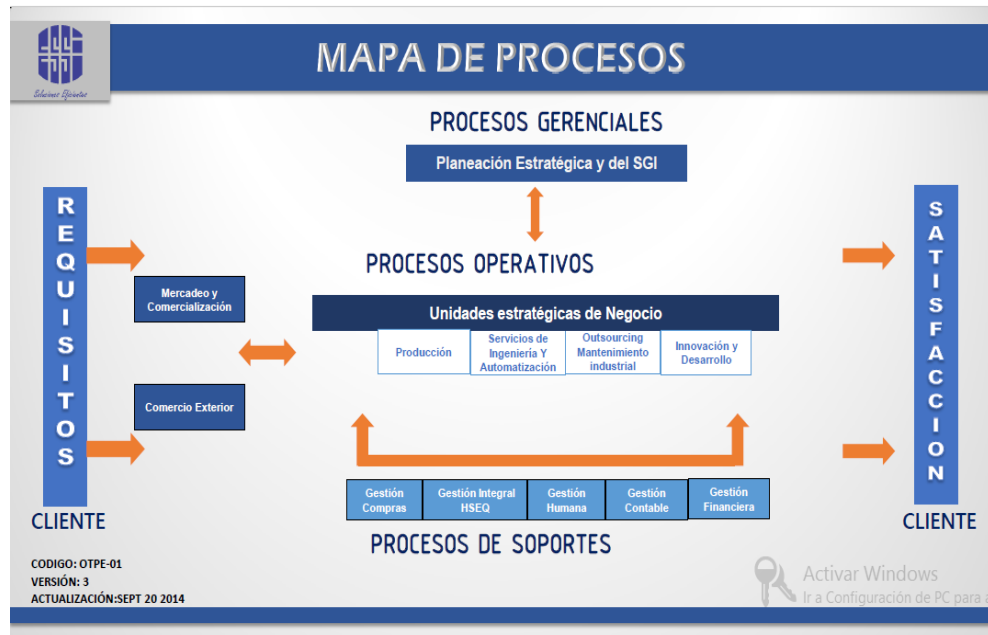 Soluciones Eficientes
MAPA DE PROCESOS
PROCESOS GERENCIALES
Planeación Estratégica y del SGI
REQUISITOS
CLIENTE
Mercadeo y
Comercialización
Comercio Exterior
PROCESOS OPERATIVOS
Unidades estratégicas de Negocio
Producción
Servicios de
Ingeniería Y
Automatización
Outsourcing
Mantenimiento
industrial
Innovación y
Desarrollo
Gestión
Compras
Gestión Integral
HSEQ
Gestión
Humana
Gestión
Contable
Gestión
Financiera
PROCESOS DE SOPORTES
SATISFACCION
CLIENTE
CODIGO: OTPE-01
VERSIÓN: 3
ACTUALIZACIÓN:SEPT 20 2014
Activar Windows
Ir a Configuración de PC para a